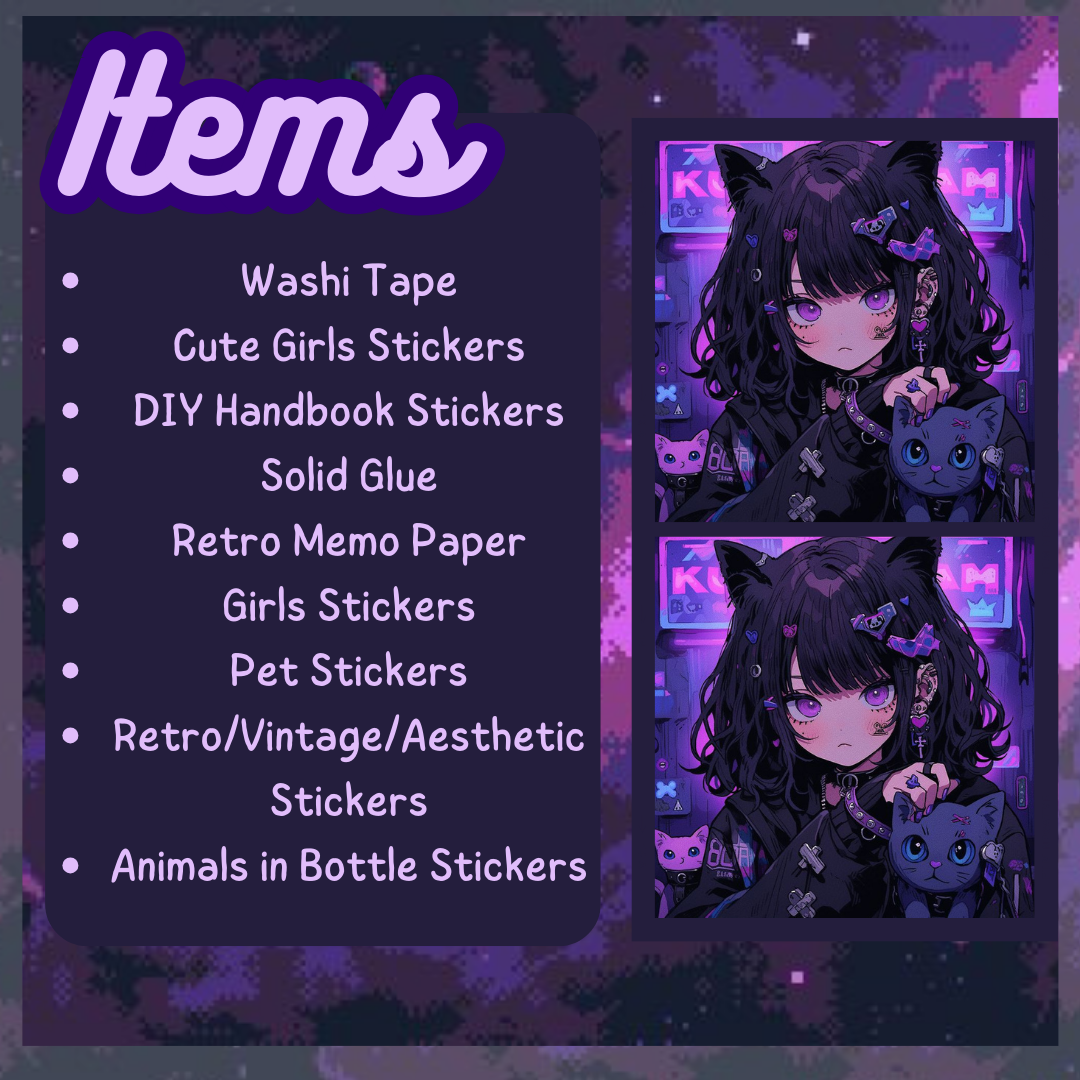 Items
• Washi Tape
• Cute Girls Stickers
• DIY Handbook Stickers
• Solid Glue
• Retro Memo Paper
• Girls Stickers
• Pet Stickers
• Retro/Vintage/Aesthetic
Stickers
• Animals in Bottle Stickers